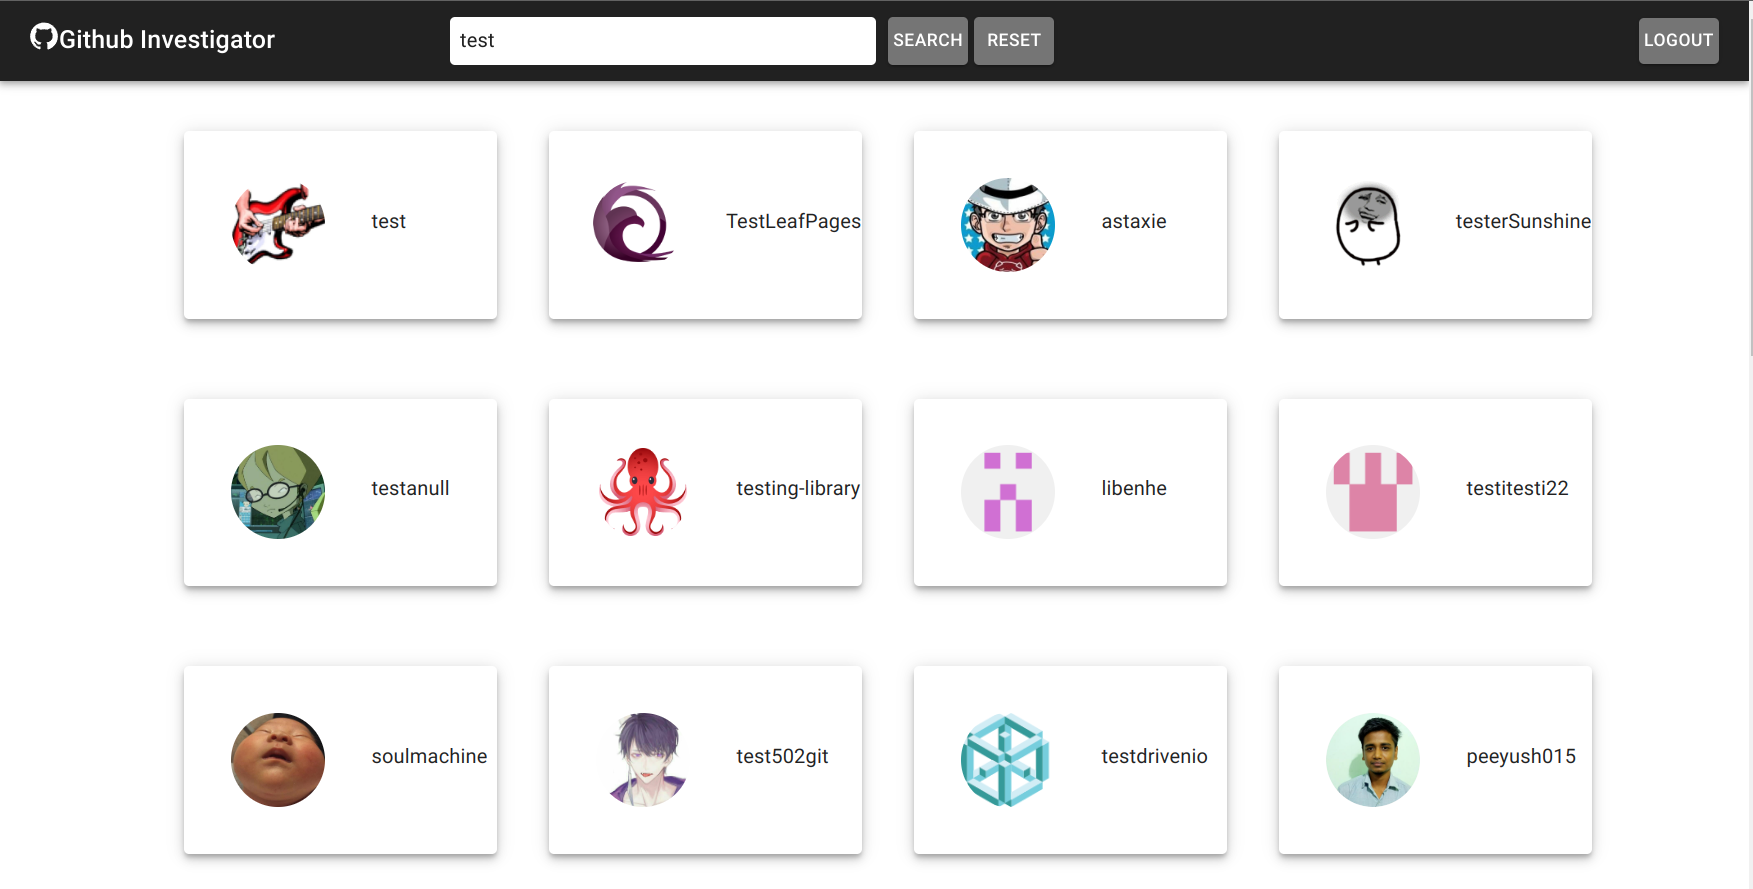 Github Investigator
test
SEARCH
RESET
LOGOUT
test
TestLeafPages
astaxie
testerSunshine
testanull
testing-library
libenhe
testitesti22
soulmachine
test502git
testdrivenio
peeyush015